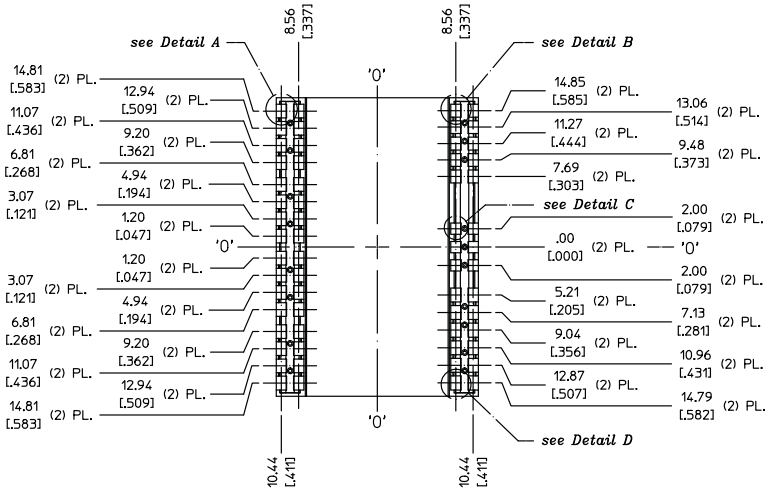 8.56
[.337]
8.56
[.337]
see Detail A
'0'
see Detail B
14.81
[.583] (2) PL.
12.94
[.509] (2) PL.
11.07
[.436] (2) PL.
9.20
[.362] (2) PL.
6.81
[.268] (2) PL.
4.94
[.194] (2) PL.
3.07
[.121] (2) PL.
1.20
[.047] (2) PL.
'0'
1.20
[.047] (2) PL.
3.07
[.121] (2) PL.
4.94
[.194] (2) PL.
6.81
[.268] (2) PL.
9.20
[.362] (2) PL.
11.07
[.436] (2) PL.
12.94
[.509] (2) PL.
14.81
[.583] (2) PL.
14.85
[.585] (2) PL.
13.06
[.514] (2) PL.
11.27
[.444] (2) PL.
9.48
[.373] (2) PL.
7.69
[.303] (2) PL.
see Detail C
2.00
[.079] (2) PL.
.00
[.000] (2) PL.
'0'
2.00
[.079] (2) PL.
5.21
[.205] (2) PL.
7.13
[.281] (2) PL.
9.04
[.356] (2) PL.
10.96
[.431] (2) PL.
12.87
[.507] (2) PL.
14.79
[.582] (2) PL.
'0'
see Detail D
10.44
[.411]
10.44
[.411]